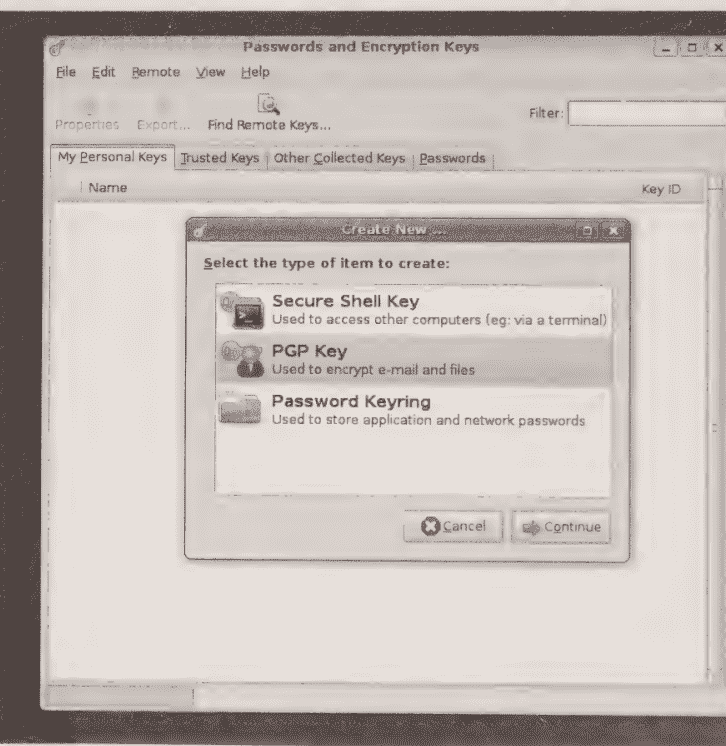 Passwords and Encryption Keys
File Edit Remote View Help
Properties Export... Find Remote Keys... Filter:
My Personal Keys Trusted Keys Other Collected Keys Passwords
Name Key ID
Create New ...
Select the type of item to create:
Secure Shell Key
Used to access other computers (eg: via a terminal)
PGP Key
Used to encrypt e-mail and files
Password Keyring
Used to store application and network passwords
Cancel Continue